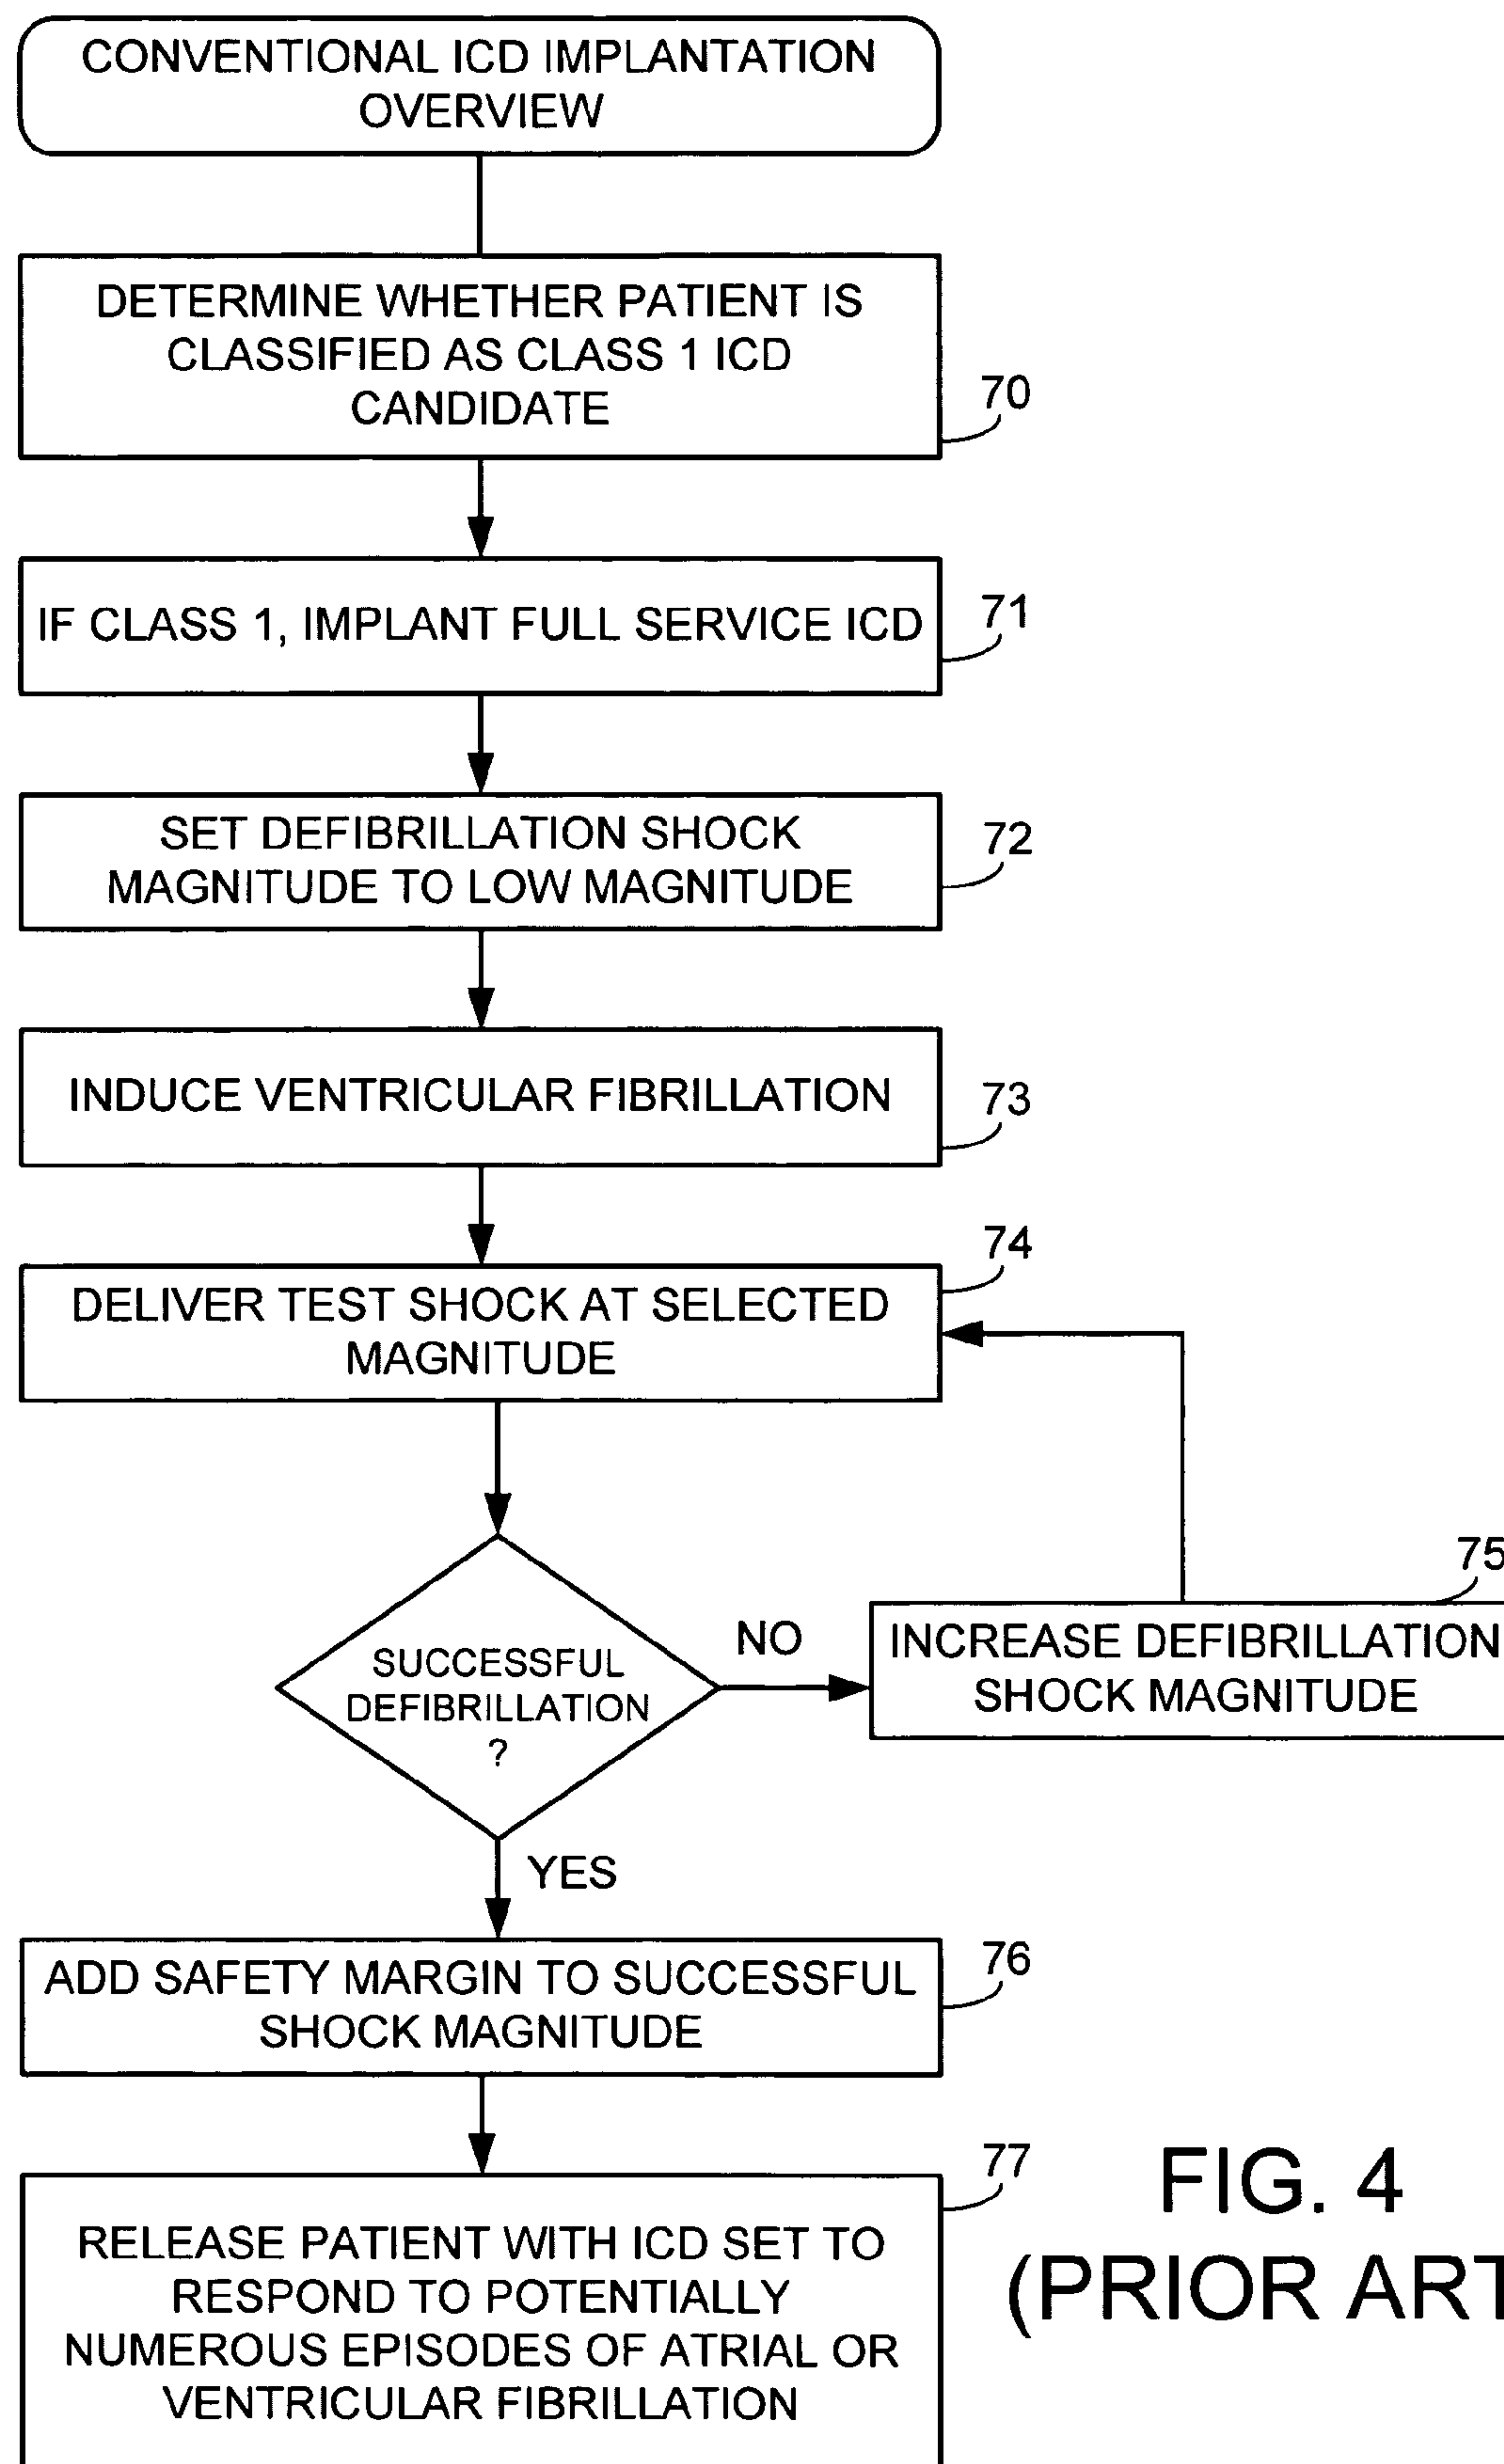 CONVENTIONAL ICD IMPLANTATION
OVERVIEW
DETERMINE WHETHER PATIENT IS
CLASSIFIED AS CLASS 1 ICD
CANDIDATE
70
IF CLASS 1, IMPLANT FULL SERVICE ICD
71
SET DEFIBRILLATION SHOCK
MAGNITUDE TO LOW MAGNITUDE
72
INDUCE VENTRICULAR FIBRILLATION
73
74
DELIVER TEST SHOCK AT SELECTED
MAGNITUDE
SUCCESSFUL
DEFIBRILLATION
?
NO
75
INCREASE DEFIBRILLATION
SHOCK MAGNITUDE
YES
ADD SAFETY MARGIN TO SUCCESSFUL
SHOCK MAGNITUDE
76
77
RELEASE PATIENT WITH ICD SET TO
RESPOND TO POTENTIALLY
NUMEROUS EPISODES OF ATRIAL OR
VENTRICULAR FIBRILLATION
FIG. 4
(PRIOR ART